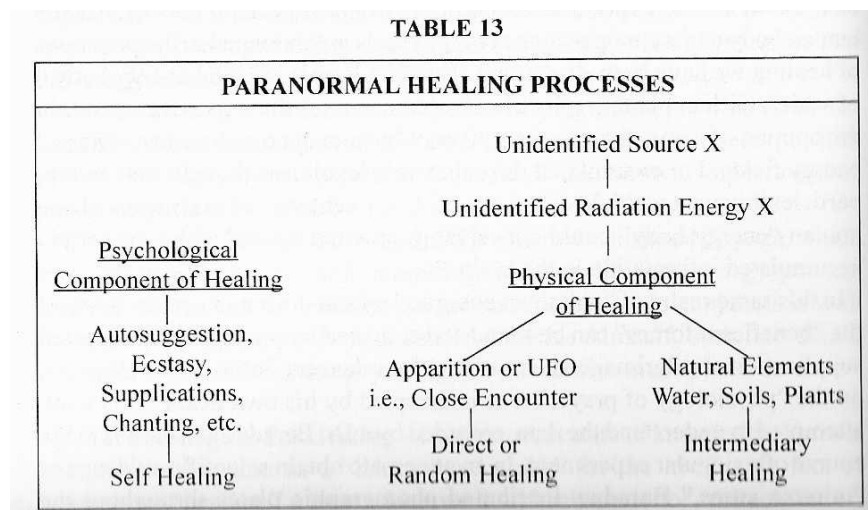 TABLE 13
PARANORMAL HEALING PROCESSES
Unidentified Source X
Unidentified Radiation Energy X
Psychological
Component of Healing
Autosuggestion,
Ecstasy,
Supplications,
Chanting, etc.
Self Healing
Physical Component
of Healing
Apparition or UFO
i.e., Close Encounter
Direct or
Random Healing
Natural Elements
Water, Soils, Plants
Intermediary
Healing